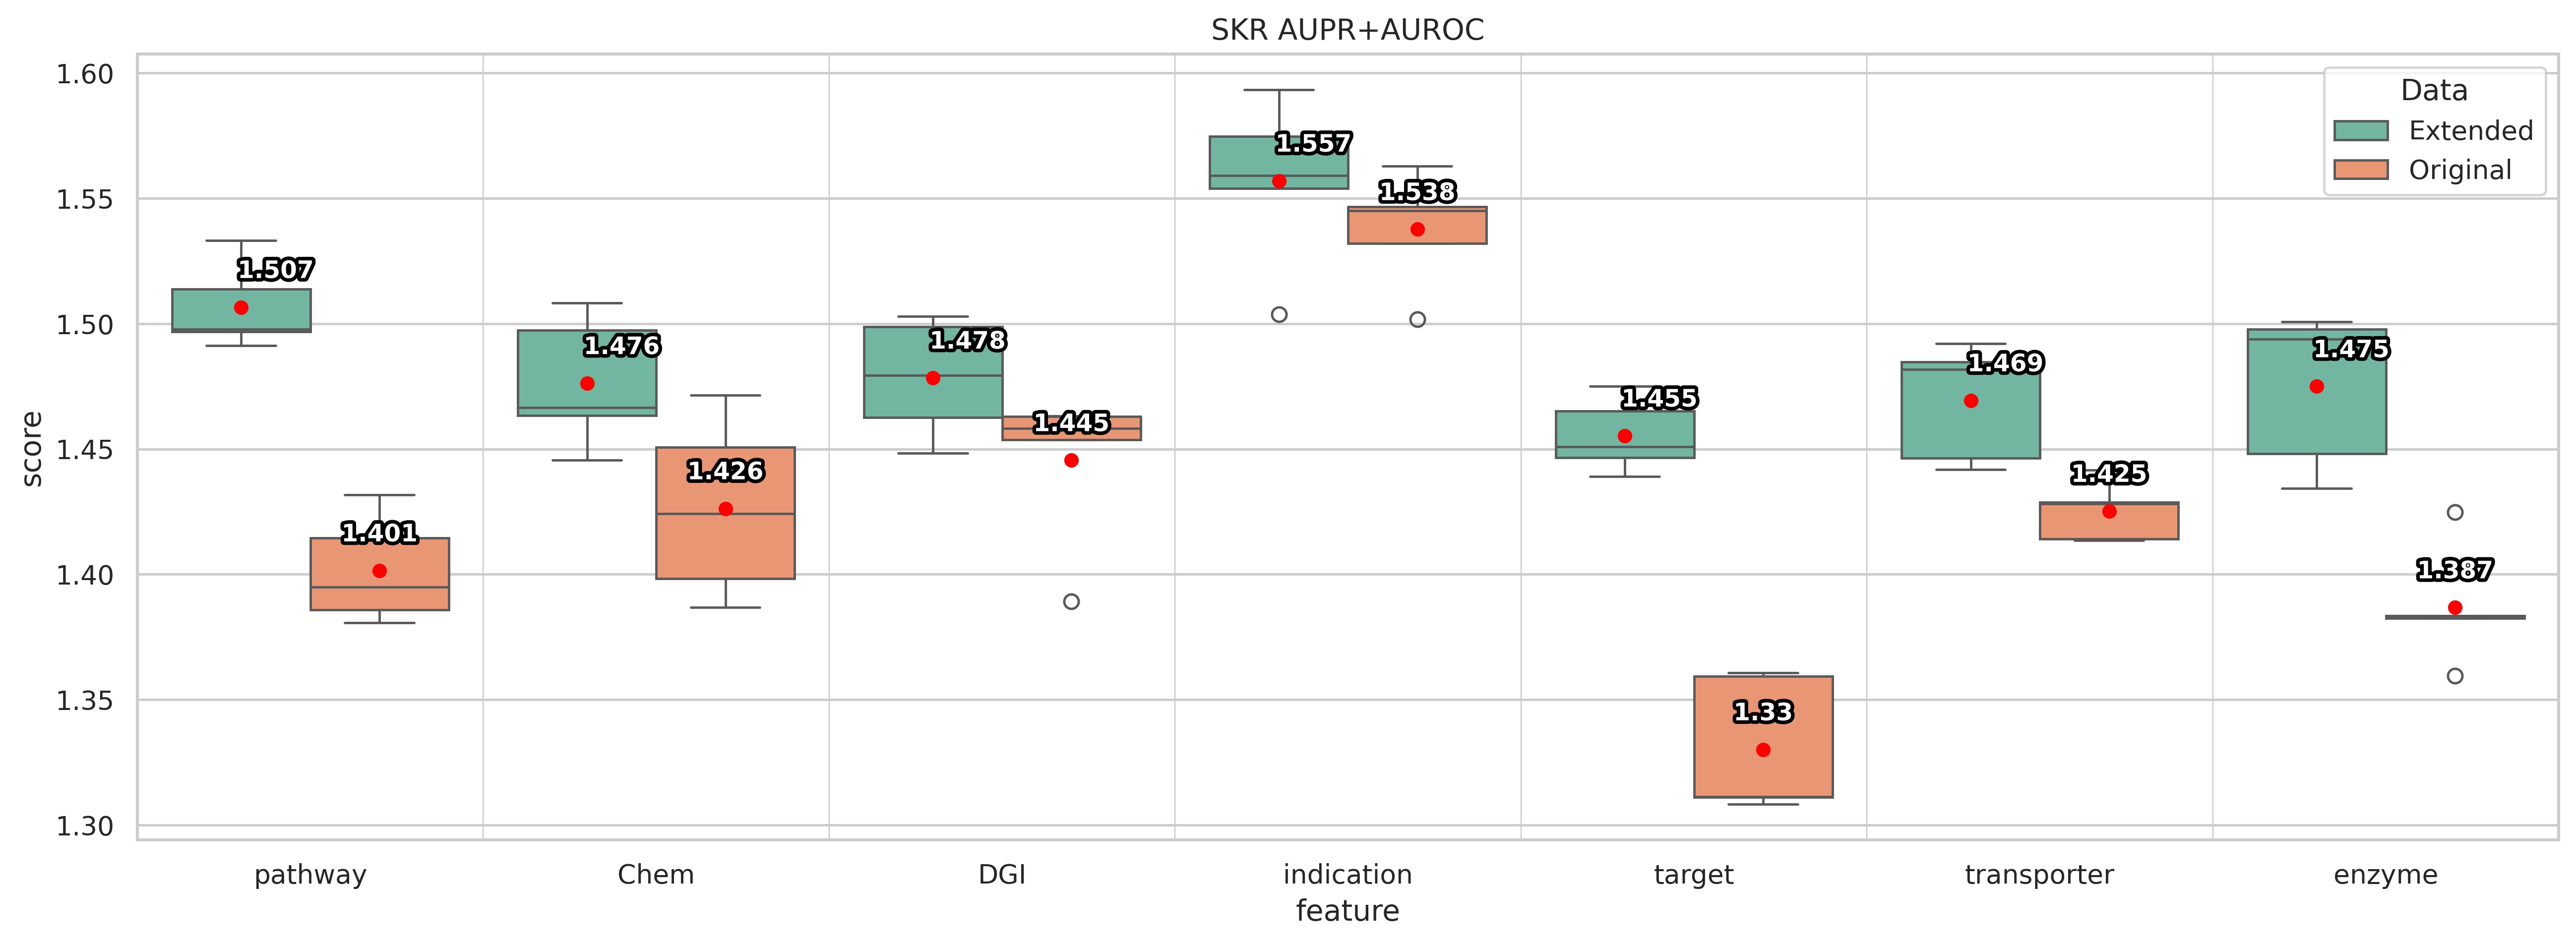 SKR AUPR+AUROC
score
1.60
1.55
1.50
1.45
1.40
1.35
1.30
Data
Extended
Original
1.507
1.401
1.476
1.426
1.478
1.445
1.557
1.538
1.455
1.33
1.469
1.425
1.475
1.387
pathway
Chem
DGI
indication
target
transporter
enzyme
feature